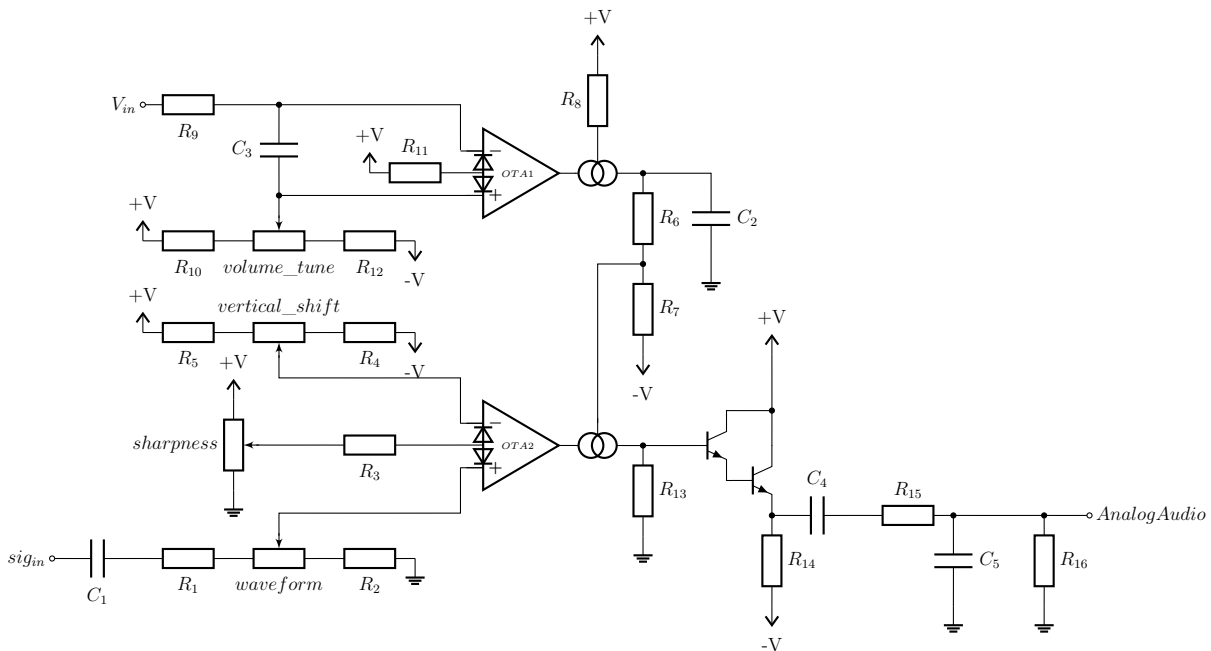 +V
R8
Vin
R9
C3
+V
R11
−
OTA1
+
R6
C2
+V
R10
volume_tune
R12
-V
R7
vertical_shift
+V
R5
R4
-V
-V
+V
+V
sharpness
R3
−
OTA2
+
R13
C4
R15
AnalogAudio
sigin
C1
R1
waveform
R2
R14
C5
R16
-V